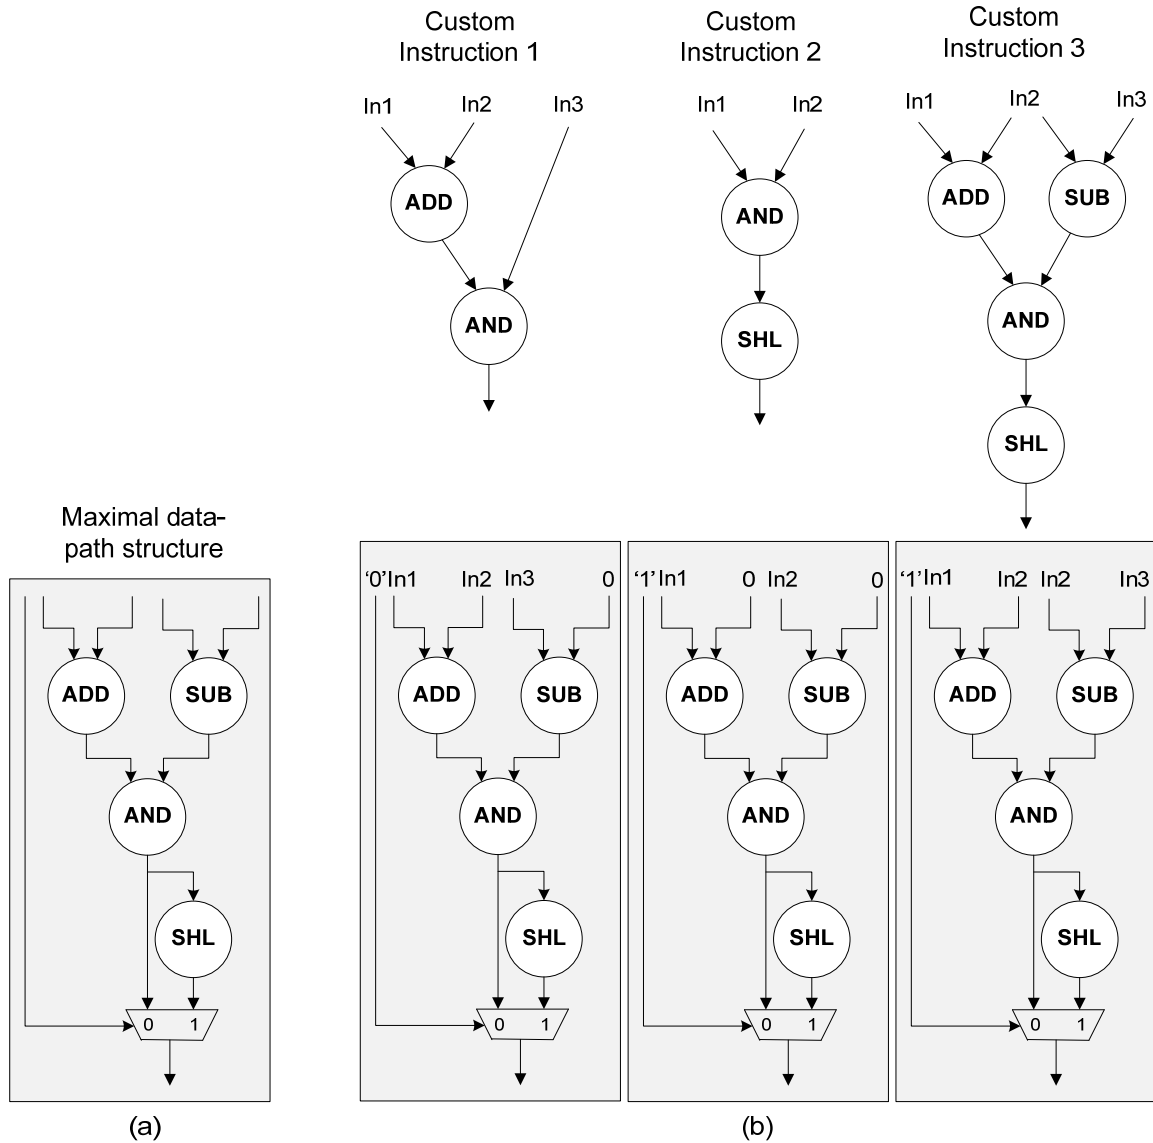 Custom
Instruction 1
Custom
Instruction 2
Custom
Instruction 3
In1 In2 In3
In1 In2
In1 In2 In3
ADD
AND
AND
SHL
ADD SUB
AND
SHL
Maximal data-
path structure
ADD SUB
AND
SHL
0 1
(a)
‘0’ In1 In2 In3 0
ADD SUB
AND
SHL
0 1
‘1’ In1 0 In2 0
ADD SUB
AND
SHL
0 1
‘1’ In1 In2 In2 In3
ADD SUB
AND
SHL
0 1
(b)